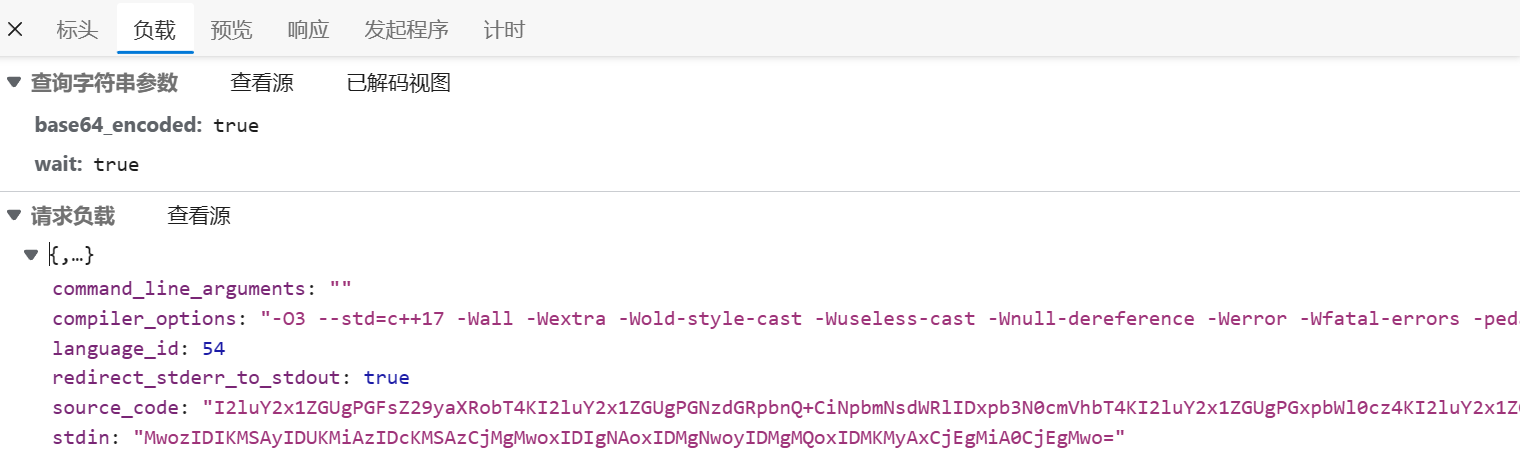 标头 负载 预览 响应 发起程序 计时
查询字符串参数 查看源 已解码视图
base64_encoded: true
wait: true
请求负载 查看源
{,…}
command_line_arguments: ""
compiler_options: "-O3 --std=c++17 -Wall -Wextra -Wold-style-cast -Wuseless-cast -Wnull-dereference -Werror -Wfatal-errors -ped
language_id: 54
redirect_stderr_to_stdout: true
source_code: "I2luY2x1ZGUgPGFsZ29yaXRobT4KI2luY2x1ZGUgPGNzdGRpbnQ+CiNpbmNsdWRlIDxpb3N0cmVhbT4KI2luY2x1ZGUgPGxpbWl0cz4KI2luY2x1Z
stdin: "MwozIDIKMSAyIDUKMiAzIDcKMSAzCjMgMwoxIDIgNAoxIDMgNwoyIDMgMQoxIDMKMyAxCjEgMiA0CjEgMwo="